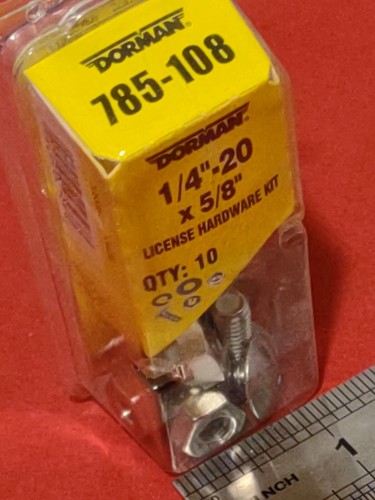 DORMAN®
785-108
DORMAN®
1/4"-20
x 5/8"
LICENSE HARDWARE KIT
QTY: 10
1
INCH